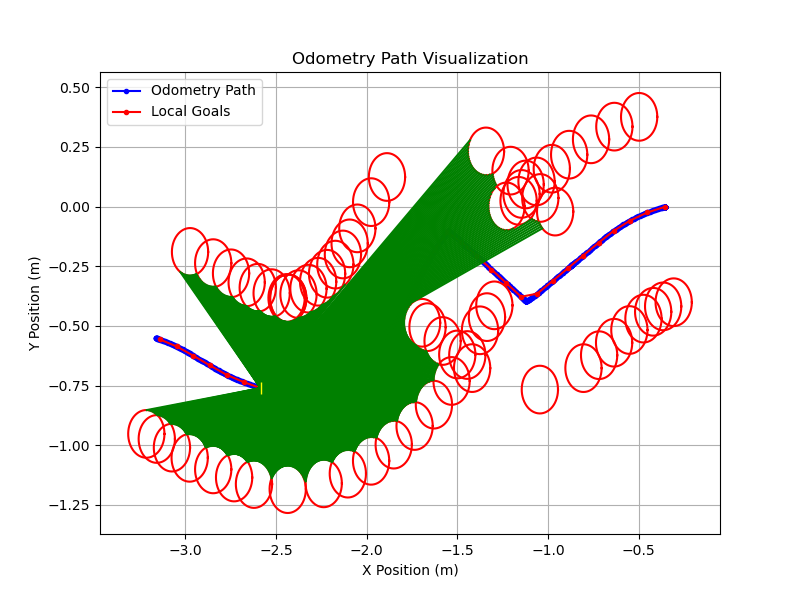 Odometry Path Visualization
Odometry Path
Local Goals
0.50
0.25
0.00
−0.25
−0.50
−0.75
−1.00
−1.25
Y Position (m)
−3.0
−2.5
−2.0
−1.5
−1.0
−0.5
X Position (m)